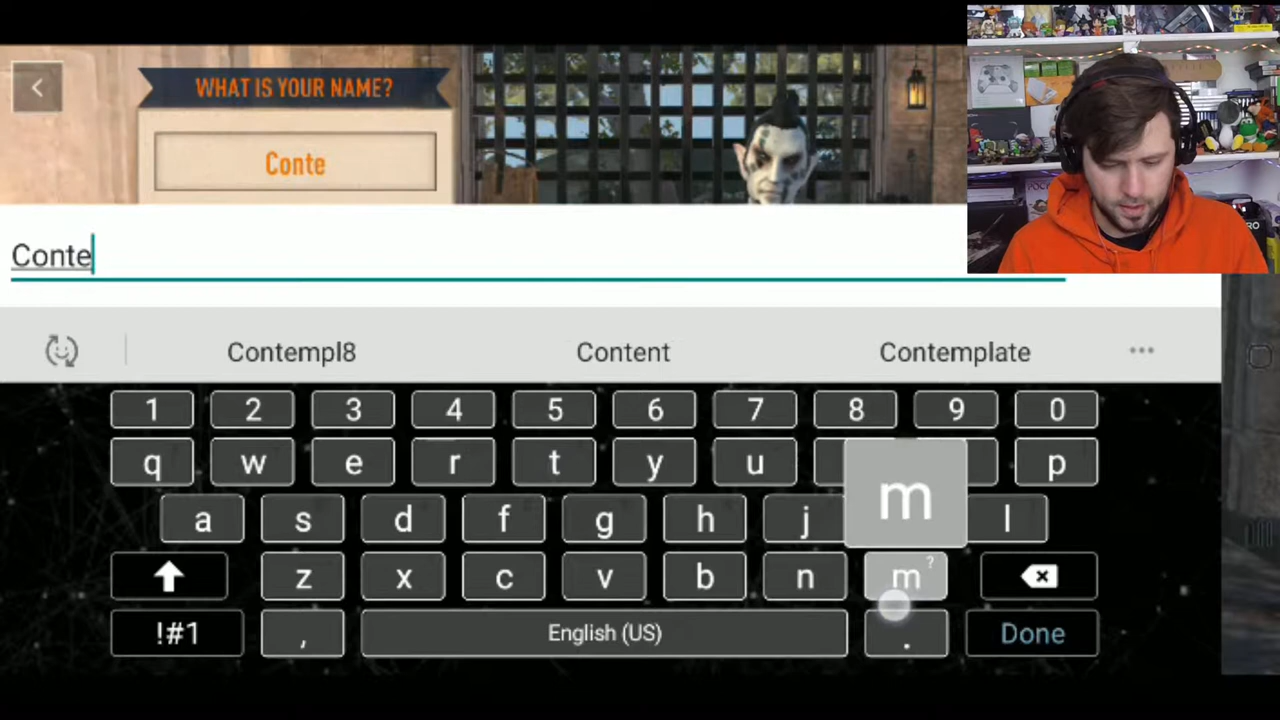 WHAT IS YOUR NAME?
Conte
Conte
Contempl8 Content Contemplate ...
1 2 3 4 5 6 7 8 9 0
q w e r t y u p
m
a s d f g h j l
z x c v b n m ?
!#1 , English (US) . Done